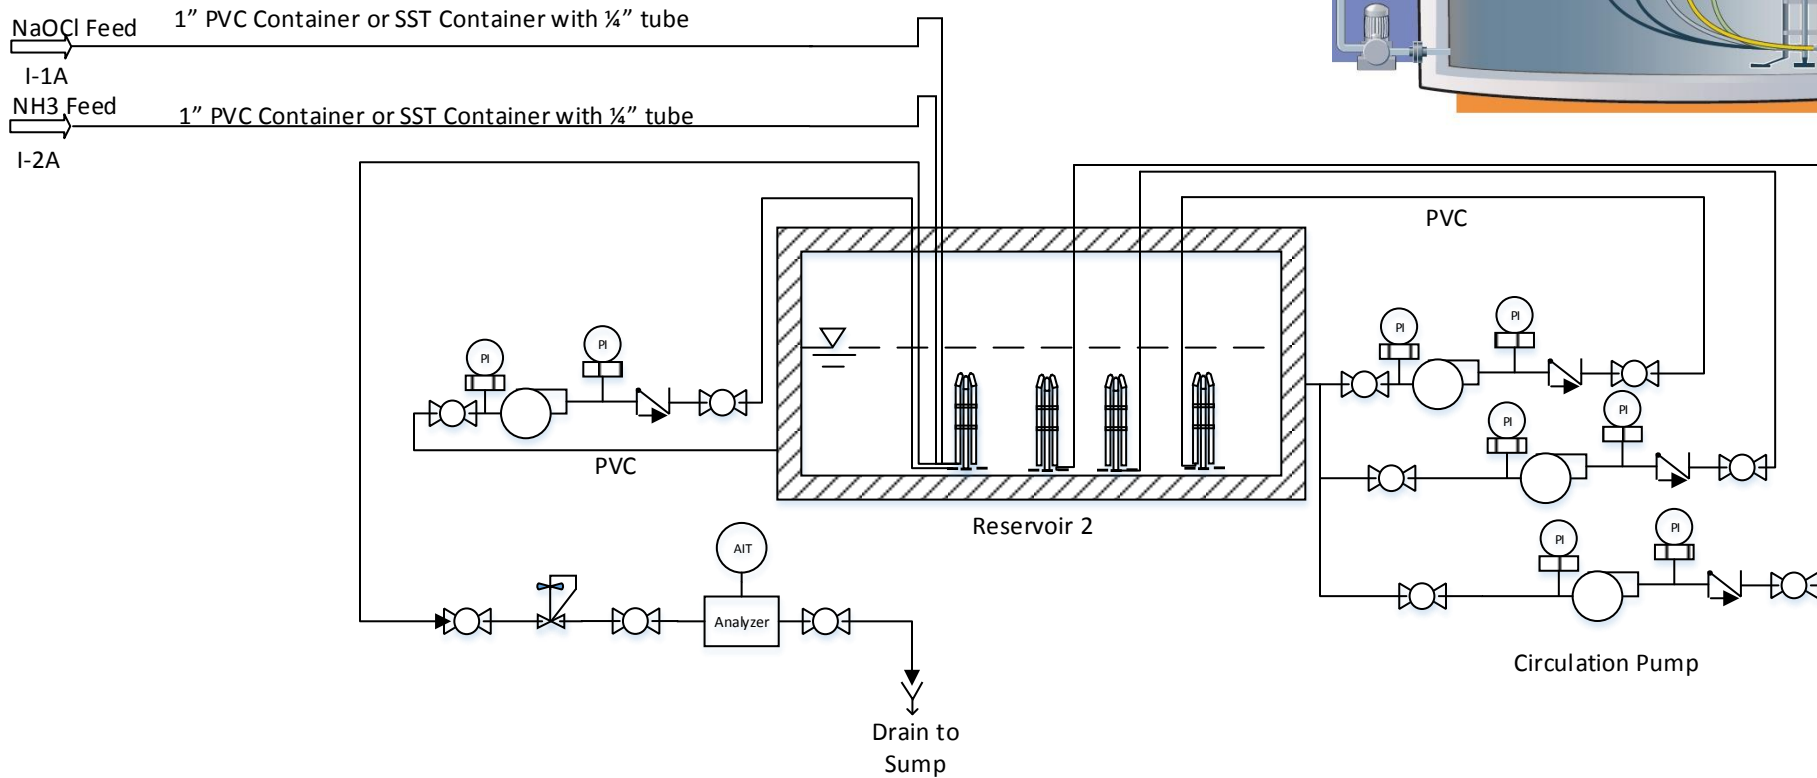 NaOCl Feed
1” PVC Container or SST Container with ¼” tube
I-1A
NH3 Feed
1” PVC Container or SST Container with ¼” tube
I-2A
PVC
PI
PI
PI
PI
PI
PI
PVC
Reservoir 2
PI
PI
AIT
Analyzer
Circulation Pump
Drain to
Sump